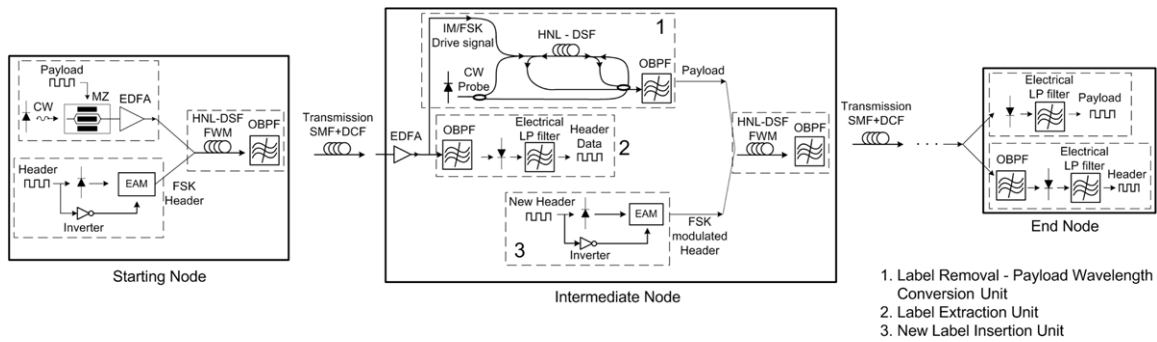 Payload
CW
MZ
EDFA
HNL-DSF
FWM
OBPF
Header
EAM
FSK
Header
Inverter
Starting Node
Transmission
SMF+DCF
EDFA
IM/FSK
Drive signal
HNL - DSF
1
CW
Probe
OBPF
Payload
OBPF
Electrical
LP filter
Header
Data
2
New Header
EAM
Inverter
3
FSK
modulated
Header
HNL-DSF
FWM
OBPF
Intermediate Node
Transmission
SMF+DCF
. . . .
Electrical
LP filter
Payload
OBPF
Electrical
LP filter
Header
End Node
1. Label Removal - Payload Wavelength
Conversion Unit
2. Label Extraction Unit
3. New Label Insertion Unit